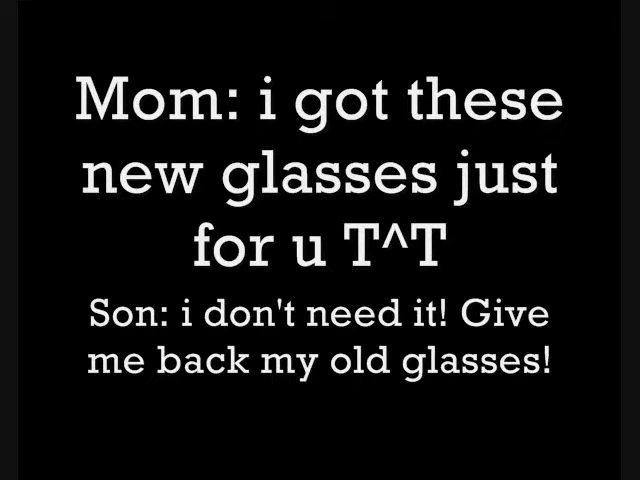 Mom: i got these
new glasses just
for u T^T
Son: i don't need it! Give
me back my old glasses!